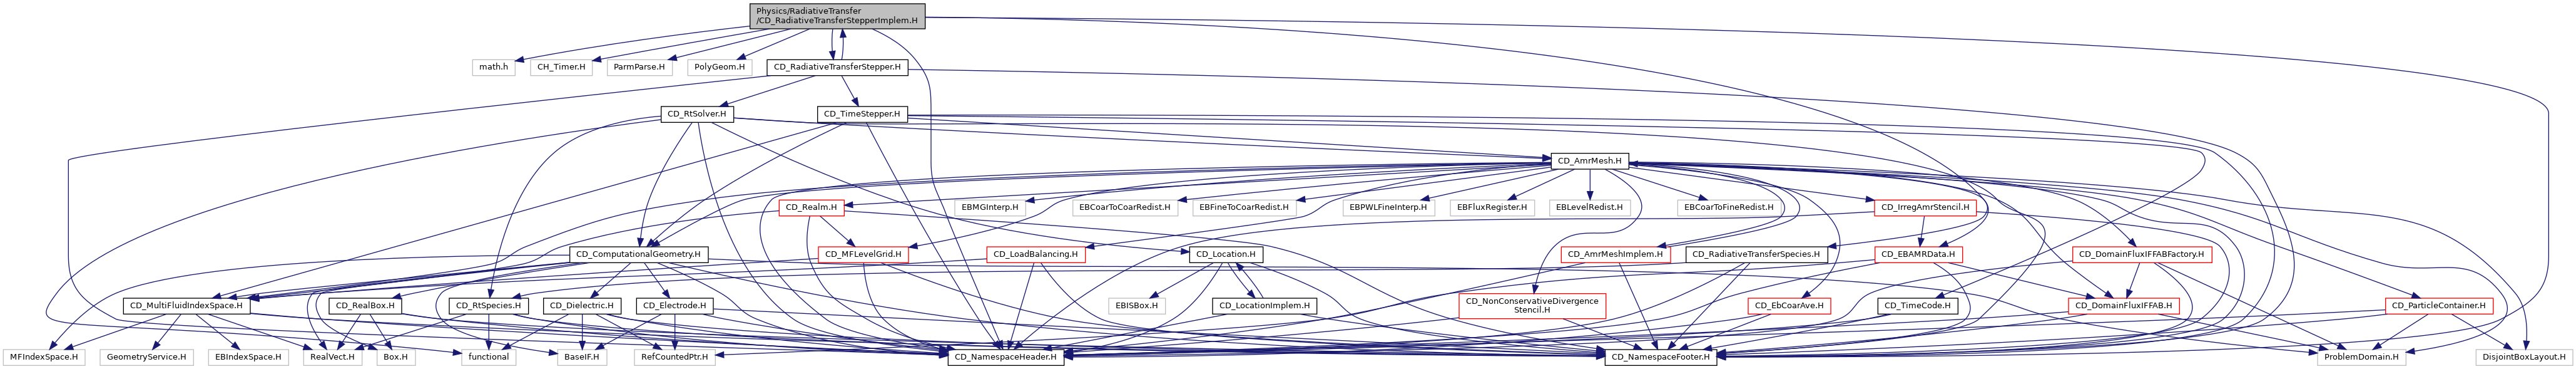 Physics/RadiativeTransfer
/CD_RadiativeTransferStepperImplem.H
math.h
CH_Timer.H
ParmParse.H
PolyGeom.H
CD_RadiativeTransferStepper.H
CD_RtSolver.H
CD_TimeStepper.H
CD_AmrMesh.H
CD_Realm.H
EBMGInterp.H
EBCoarToCoarRedist.H
EBFineToCoarRedist.H
EBPWLFineInterp.H
EBFluxRegister.H
EBLevelRedist.H
EBCoarToFineRedist.H
CD_IrregAmrStencil.H
CD_ComputationalGeometry.H
CD_MFLevelGrid.H
CD_LoadBalancing.H
CD_Location.H
CD_AmrMeshImplem.H
CD_RadiativeTransferSpecies.H
CD_EBAMRData.H
CD_DomainFluxIFFABFactory.H
CD_MultiFluidIndexSpace.H
CD_RealBox.H
CD_RtSpecies.H
CD_Dielectric.H
CD_Electrode.H
EBISBox.H
CD_LocationImplem.H
CD_NonConservativeDivergence
Stencil.H
CD_EbCoarAve.H
CD_TimeCode.H
CD_DomainFluxIFFAB.H
CD_ParticleContainer.H
MFIndexSpace.H
GeometryService.H
EBIndexSpace.H
RealVect.H
Box.H
functional
BaseIF.H
RefCountedPtr.H
CD_NamespaceHeader.H
CD_NamespaceFooter.H
ProblemDomain.H
DisjointBoxLayout.H